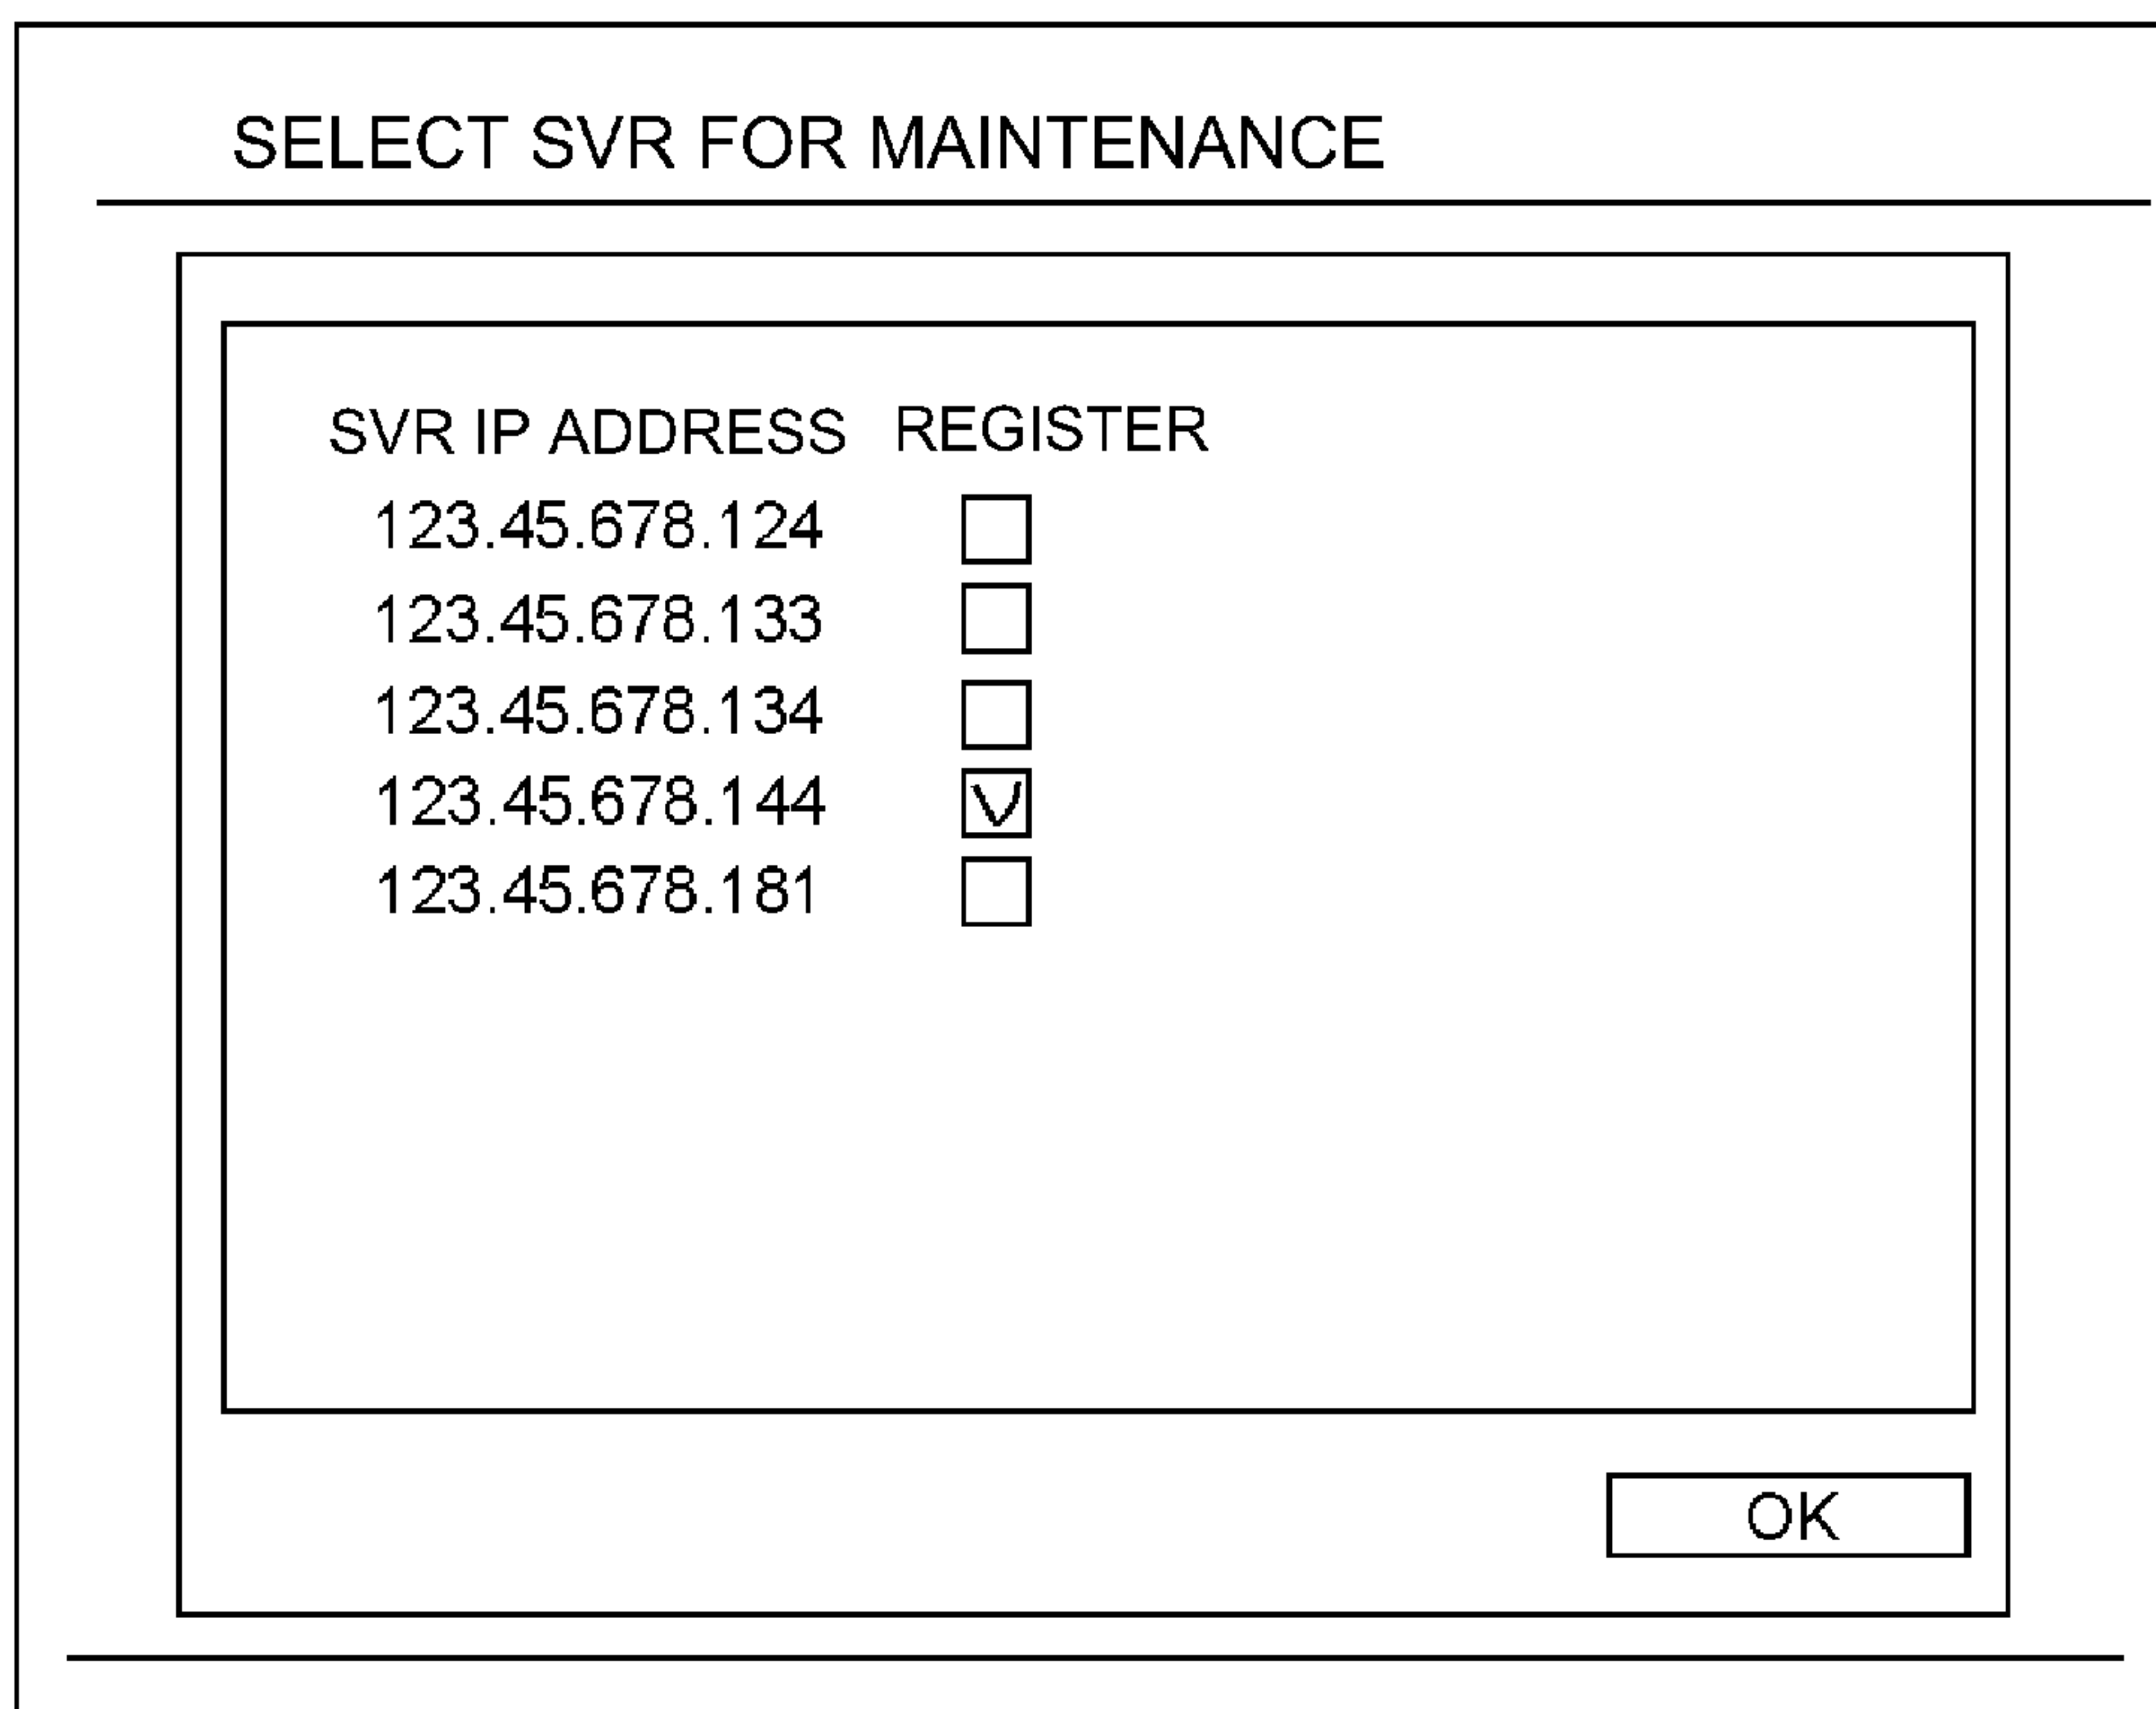 SELECT SVR FOR MAINTENANCE
SVR IP ADDRESS REGISTER
123.45.678.124
123.45.678.133
123.45.678.134
123.45.678.144
123.45.678.181
OK